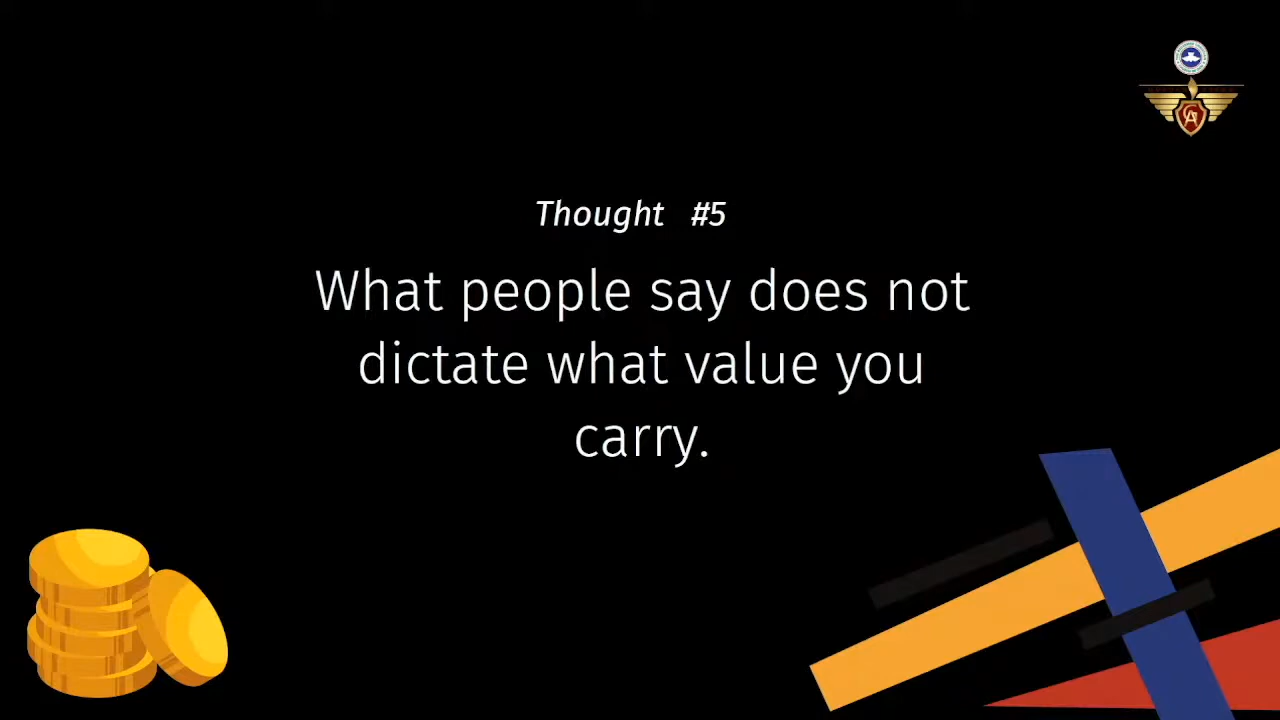 Thought #5
What people say does not
dictate what value you
carry.